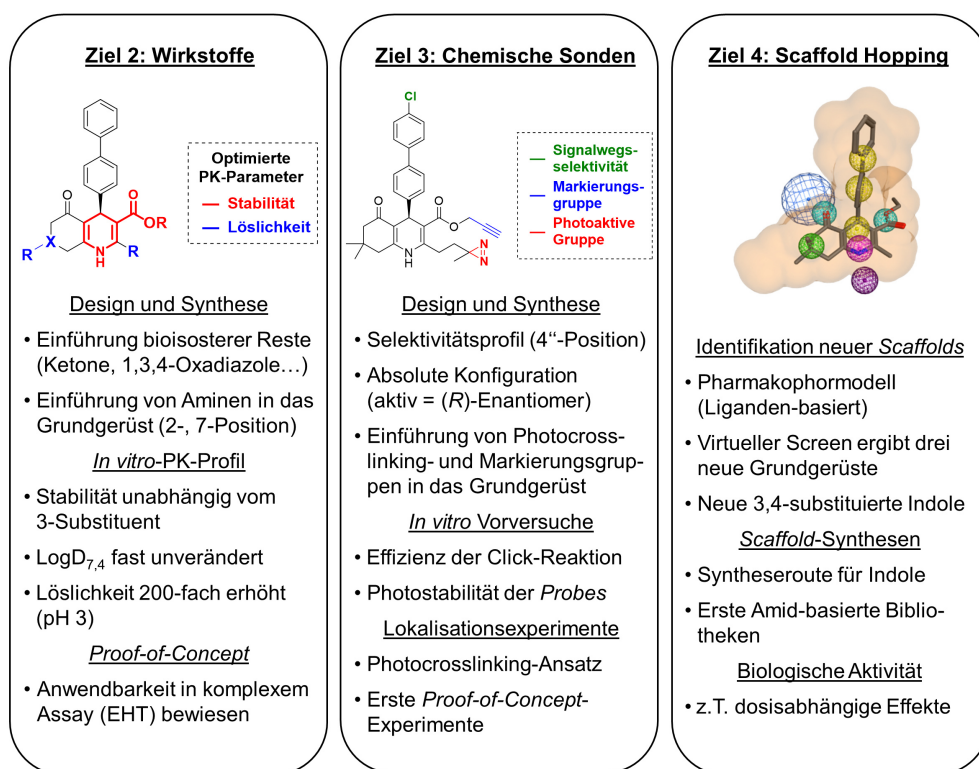 Ziel 2: Wirkstoffe
O
O
OR
X
R
N
H
R
Optimierte
PK-Parameter
Stabilität
Löslichkeit
Design und Synthese
• Einführung bioisosterer Reste
(Ketone, 1,3,4-Oxadiazole…)
• Einführung von Aminen in das
Grundgerüst (2-, 7-Position)
In vitro-PK-Profil
• Stabilität unabhängig vom
3-Substituent
• LogD7,4 fast unverändert
• Löslichkeit 200-fach erhöht
(pH 3)
Proof-of-Concept
• Anwendbarkeit in komplexem
Assay (EHT) bewiesen
Ziel 3: Chemische Sonden
Cl
O
O
O
N
H
N
N
Signalwegs-
selektivität
Markierungs-
gruppe
Photoaktive
Gruppe
Design und Synthese
• Selektivitätsprofil (4“-Position)
• Absolute Konfiguration
(aktiv = (R)-Enantiomer)
• Einführung von Photocross-
linking- und Markierungsgrup-
pen in das Grundgerüst
In vitro Vorversuche
• Effizienz der Click-Reaktion
• Photostabilität der Probes
Lokalisationsexperimente
• Photocrosslinking-Ansatz
• Erste Proof-of-Concept-
Experimente
Ziel 4: Scaffold Hopping
Identifikation neuer Scaffolds
• Pharmakophormodell
(Liganden-basiert)
• Virtueller Screen ergibt drei
neue Grundgerüste
• Neue 3,4-substituierte Indole
Scaffold-Synthesen
• Syntheseroute für Indole
• Erste Amid-basierte Biblio-
theken
Biologische Aktivität
• z.T. dosisabhängige Effekte